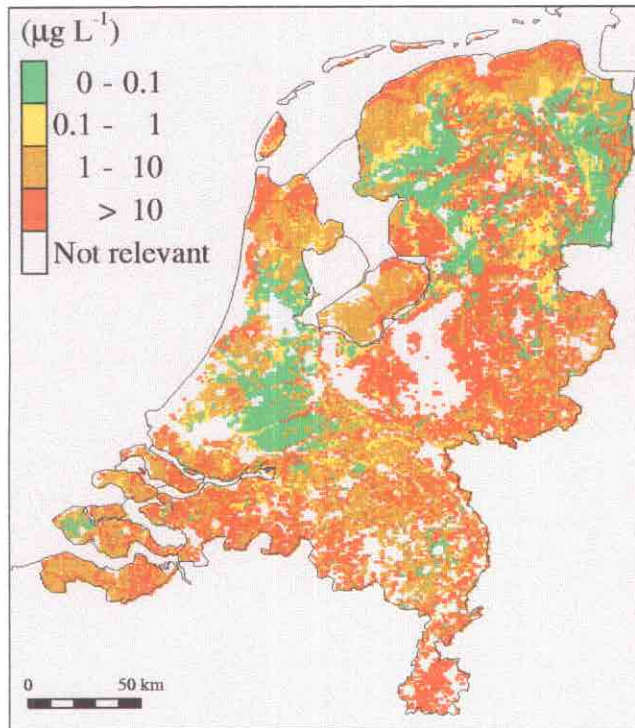 (µg L⁻¹)
0 - 0.1
0.1 - 1
1 - 10
> 10
Not relevant
0 50 km